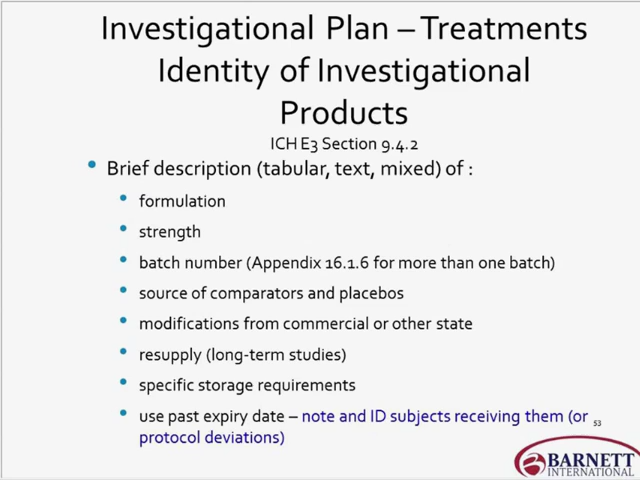 Investigational Plan – Treatments
Identity of Investigational
Products
ICH E3 Section 9.4.2
• Brief description (tabular, text, mixed) of :
• formulation
• strength
• batch number (Appendix 16.1.6 for more than one batch)
• source of comparators and placebos
• modifications from commercial or other state
• resupply (long-term studies)
• specific storage requirements
• use past expiry date – note and ID subjects receiving them (or
protocol deviations)
53
BARNETT
INTERNATIONAL